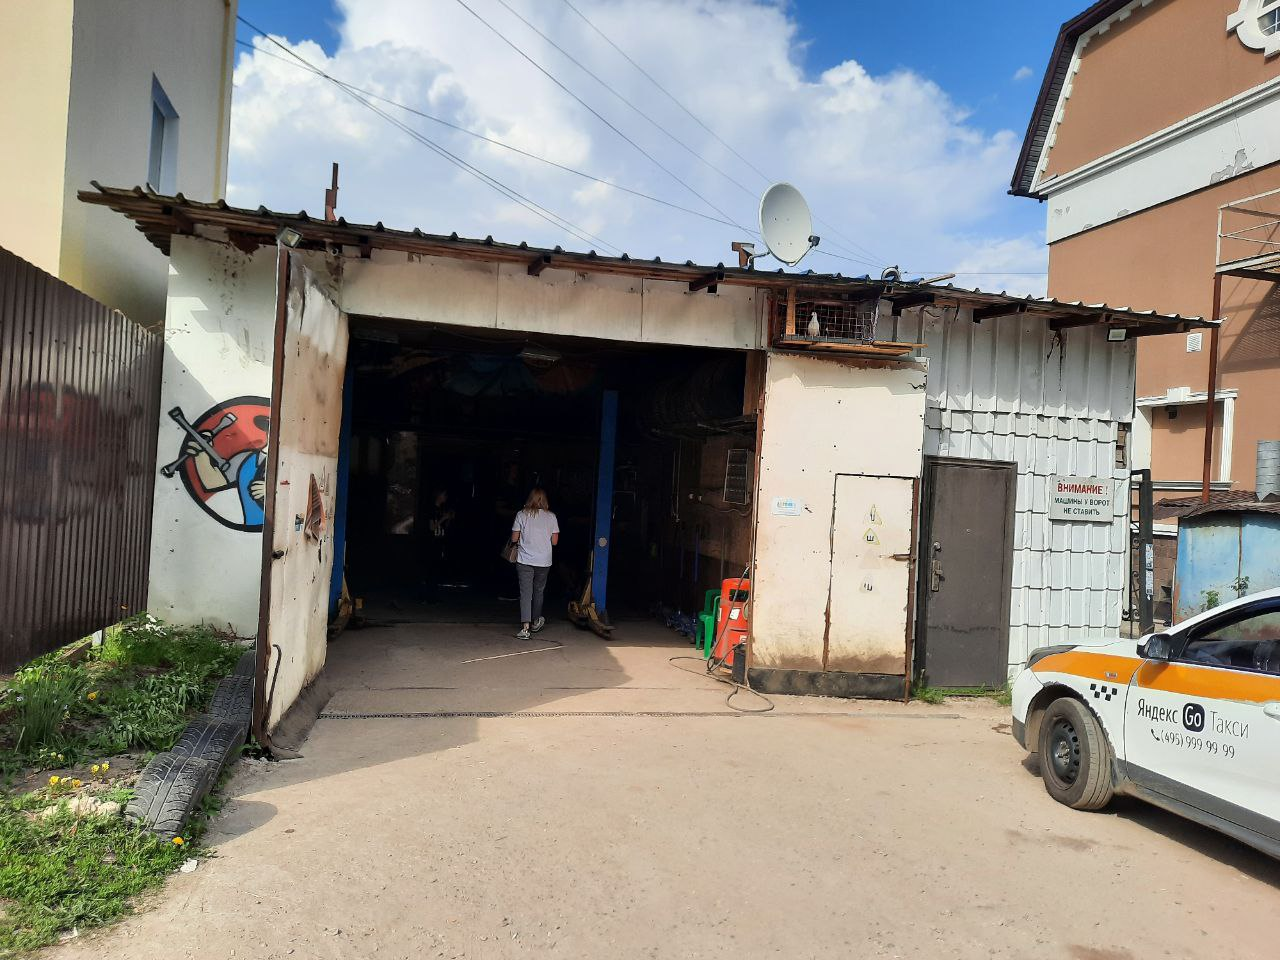 ВНИМАНИЕ !
МАШИНЫ У ВОРОТ
НЕ СТАВИТЬ
Ш
Яндекс Go Такси
(495) 999 99 99